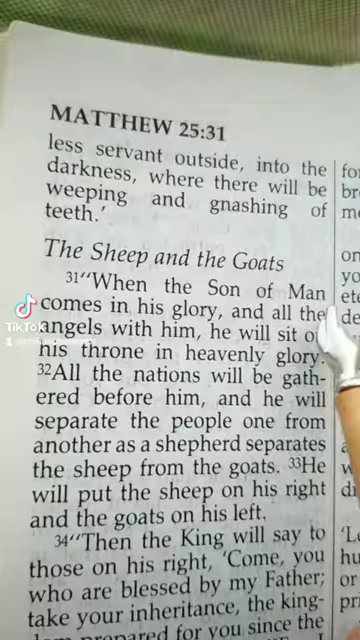 MATTHEW 25:31
less servant outside, into the
darkness, where there will be
weeping and gnashing of
teeth.'
The Sheep and the Goats
31"When the Son of Man
comes in his glory, and all the
angels with him, he will sit
his throne in heavenly glory.
32All the nations will be gath-
ered before him, and he will
separate the people one from
another as a shepherd separates
the sheep from the goats. 33He
will put the sheep on his right
and the goats on his left.
34"Then the King will say to
those on his right, 'Come, you
who are blessed by my Father;
take your inheritance, the king-
prepared for you since the
TikTok